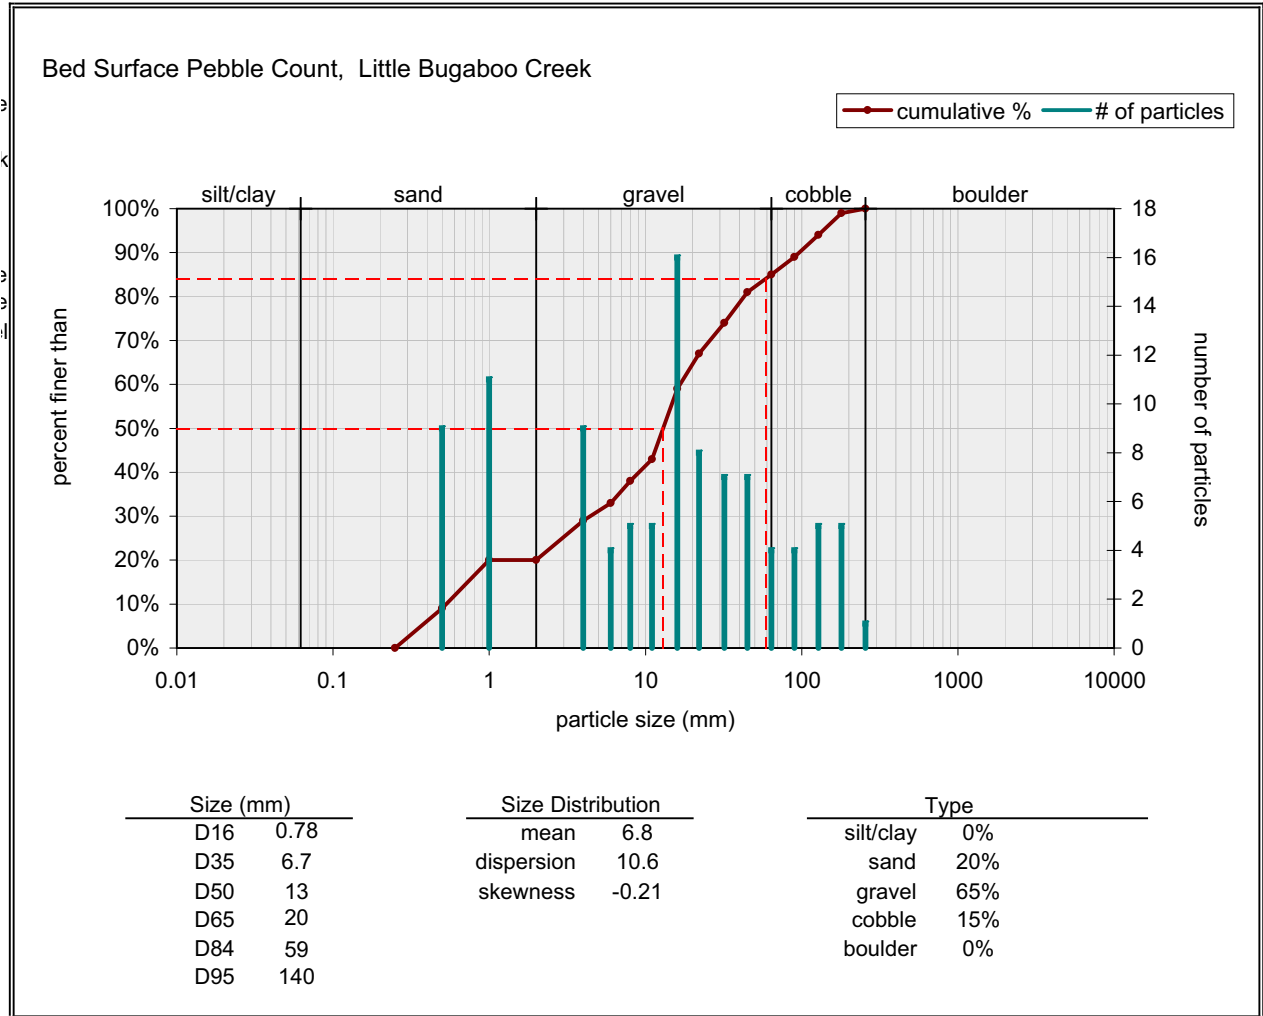 Bed Surface Pebble Count, Little Bugaboo Creek
cumulative % # of particles
silt/clay sand gravel cobble boulder
100%
90%
80%
70%
60%
50%
40%
30%
20%
10%
0%
percent finer than
18
16
14
12
10
8
6
4
2
0
number of particles
0.01 0.1 1 10 100 1000 10000
particle size (mm)
Size (mm)
D16 0.78
D35 6.7
D50 13
D65 20
D84 59
D95 140
Size Distribution
mean 6.8
dispersion 10.6
skewness -0.21
Type
silt/clay 0%
sand 20%
gravel 65%
cobble 15%
boulder 0%